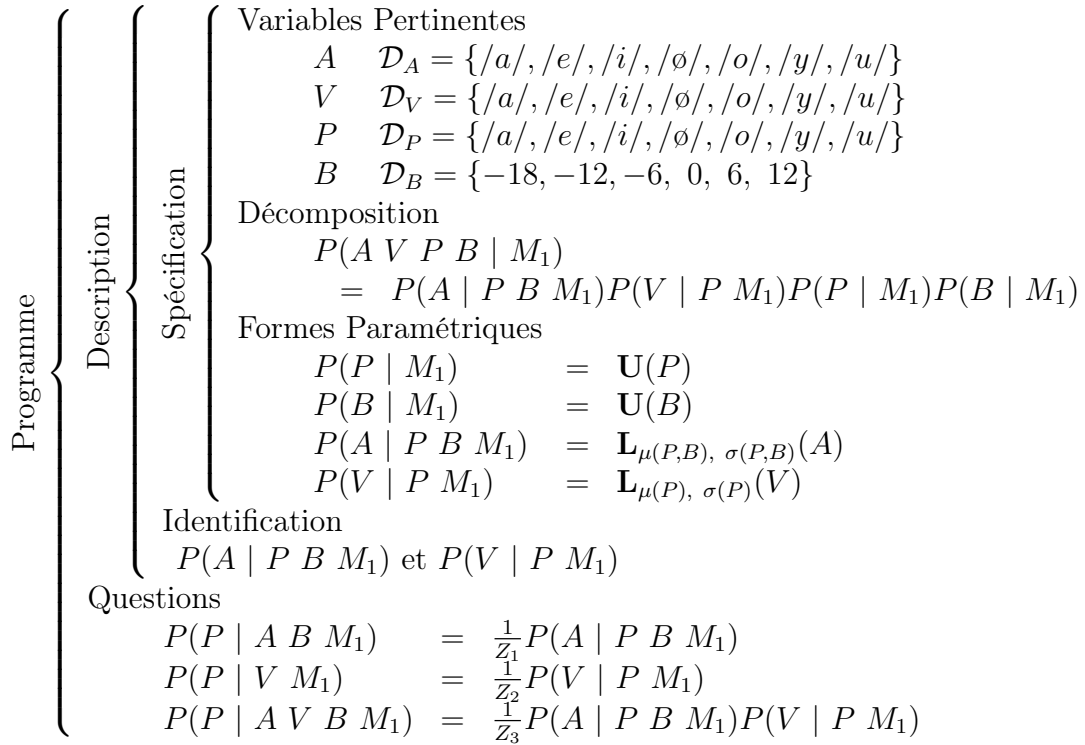 Programme
Description
Spécification
Variables Pertinentes
A 𝒟_A = {/a/, /e/, /i/, /ø/, /o/, /y/, /u/}
V 𝒟_V = {/a/, /e/, /i/, /ø/, /o/, /y/, /u/}
P 𝒟_P = {/a/, /e/, /i/, /ø/, /o/, /y/, /u/}
B 𝒟_B = {−18, −12, −6, 0, 6, 12}
Décomposition
P(A V P B | M₁)
= P(A | P B M₁)P(V | P M₁)P(P | M₁)P(B | M₁)
Formes Paramétriques
P(P | M₁) = U(P)
P(B | M₁) = U(B)
P(A | P B M₁) = L_{μ(P,B), σ(P,B)}(A)
P(V | P M₁) = L_{μ(P), σ(P)}(V)
Identification
P(A | P B M₁) et P(V | P M₁)
Questions
P(P | A B M₁) = 1/Z₁ P(A | P B M₁)
P(P | V M₁) = 1/Z₂ P(V | P M₁)
P(P | A V B M₁) = 1/Z₃ P(A | P B M₁)P(V | P M₁)